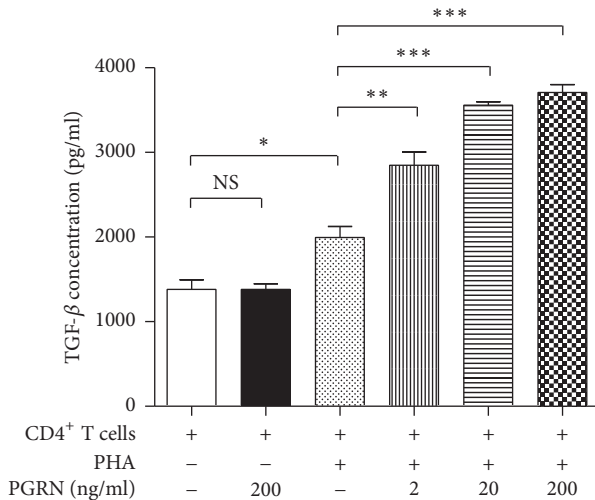 ***
***
**
*
NS
TGF-β concentration (pg/ml)
4000
3000
2000
1000
0
CD4+ T cells + + + + + +
PHA − − + + + +
PGRN (ng/ml) − 200 − 2 20 200